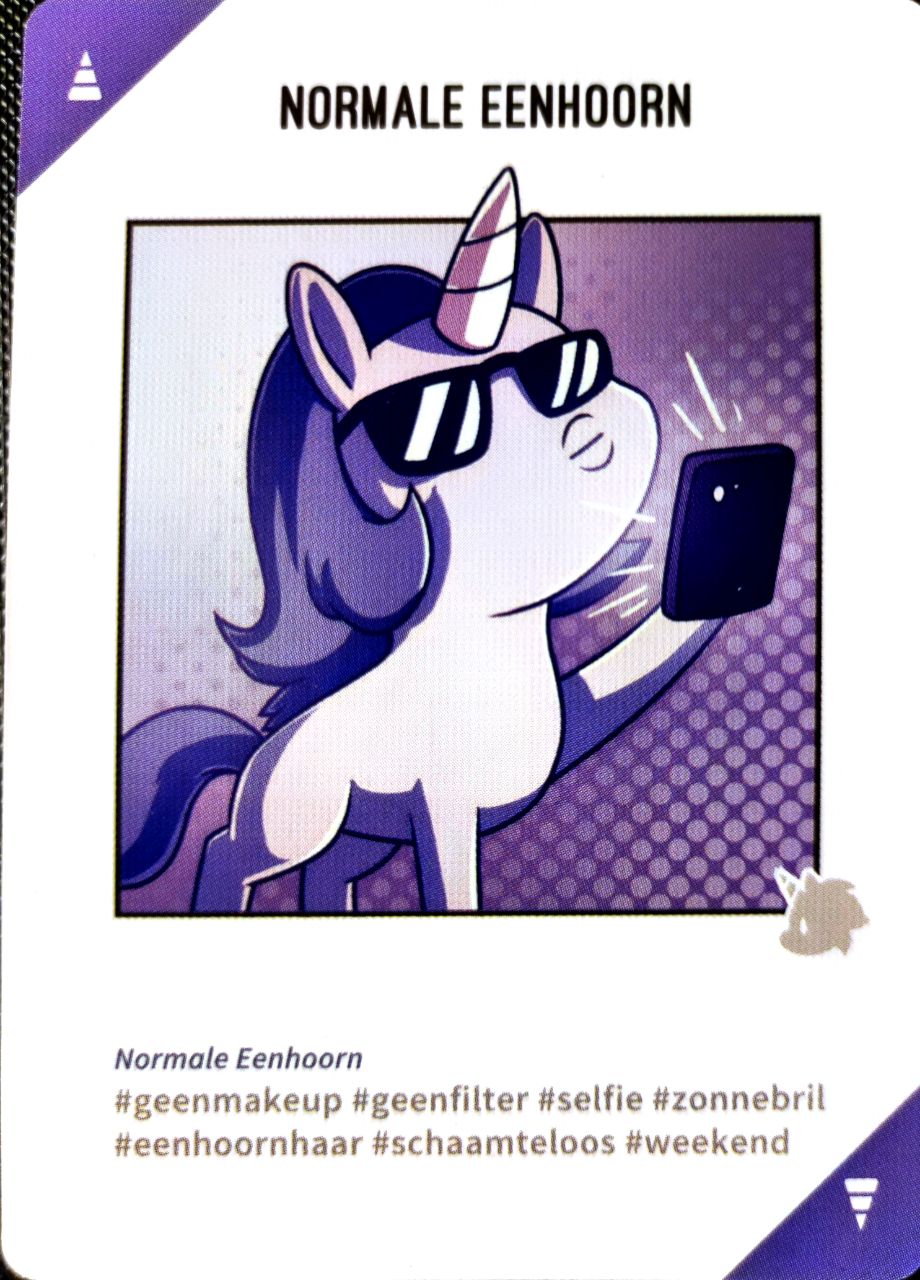 NORMALE EENHOORN
Normale Eenhoorn
#geenmakeup #geenfilter #selfie #zonnebril
#eenhoornhaar #schaamteloos #weekend